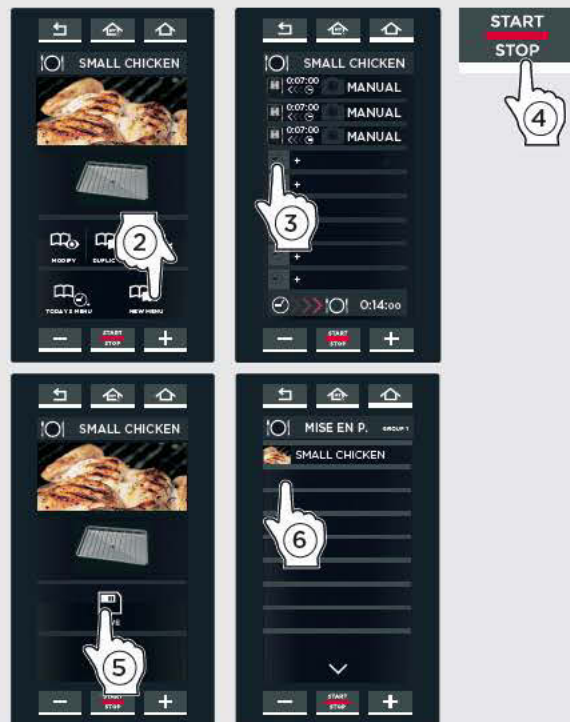 SMALL CHICKEN
2
MODIFY
TODAY'S MENU
NEW MENU
START
STOP
SMALL CHICKEN
0:07:00
MANUAL
0:07:00
MANUAL
0:07:00
MANUAL
+
+
3
+
+
0:14:00
START
STOP
START
STOP
4
SMALL CHICKEN
5
START
STOP
MISE EN P. GROUP 1
SMALL CHICKEN
6
START
STOP